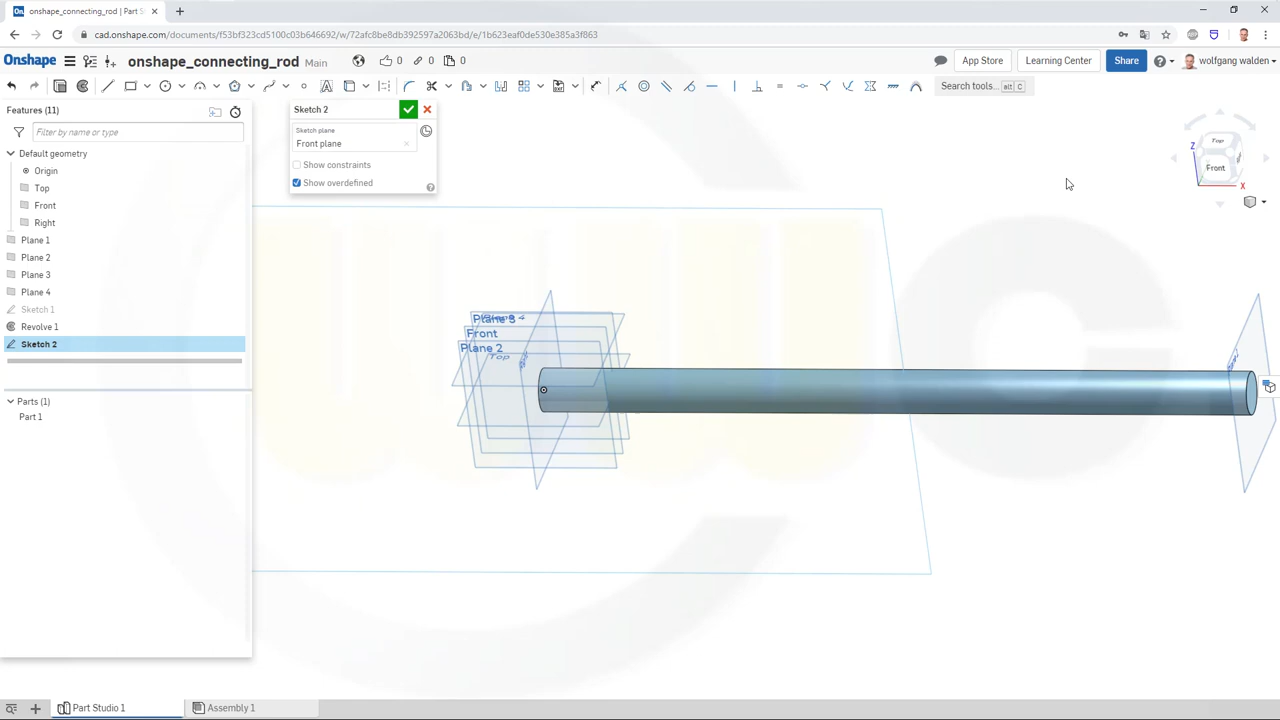 onshape_connecting_rod | Part S
cad.onshape.com/documents/f53bf323cd5100c03b646692/w/72afc8be8db392597a2063bd/e/1b623eaf0de530e385a3f863
Onshape
onshape_connecting_rod Main
0 0 0
App Store
Learning Center
Share
wolfgang walden
Search tools... alt C
Features (11)
Filter by name or type
Default geometry
Origin
Top
Front
Right
Plane 1
Plane 2
Plane 3
Plane 4
Sketch 1
Revolve 1
Sketch 2
Parts (1)
Part 1
Sketch 2
Sketch plane
Front plane
Show constraints
Show overdefined
Top
Front
Z
X
Plane 3
Front
Plane 2
Top
Part Studio 1
Assembly 1